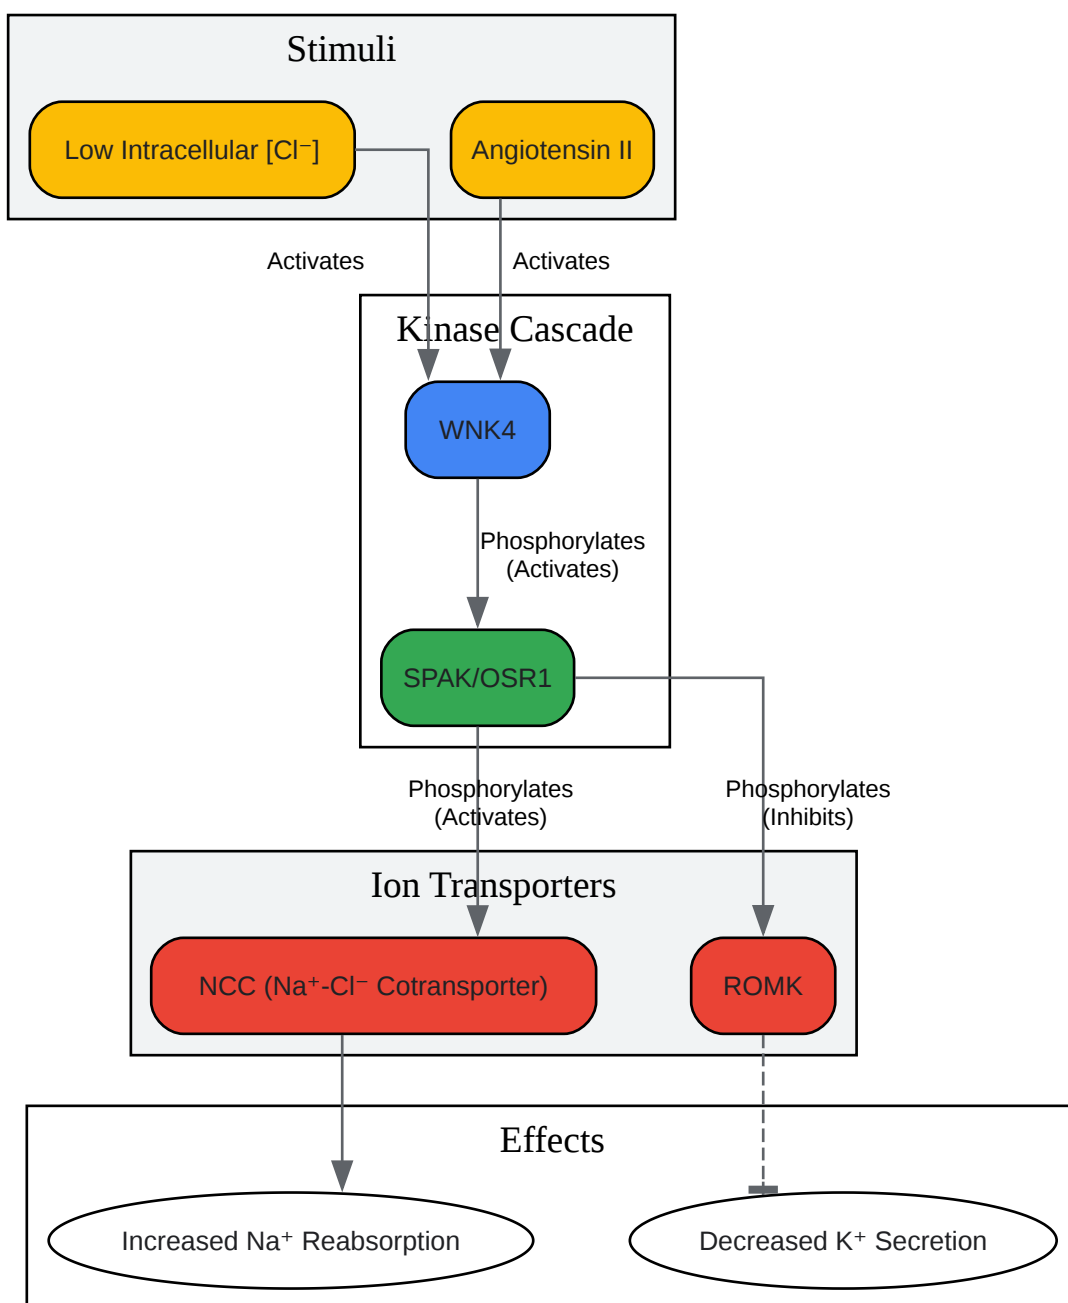 Stimuli
Low Intracellular [Cl⁻]
Angiotensin II
Activates
Activates
Kinase Cascade
WNK4
Phosphorylates
(Activates)
SPAK/OSR1
Phosphorylates
(Activates)
Phosphorylates
(Inhibits)
Ion Transporters
NCC (Na⁺-Cl⁻ Cotransporter)
ROMK
Effects
Increased Na⁺ Reabsorption
Decreased K⁺ Secretion